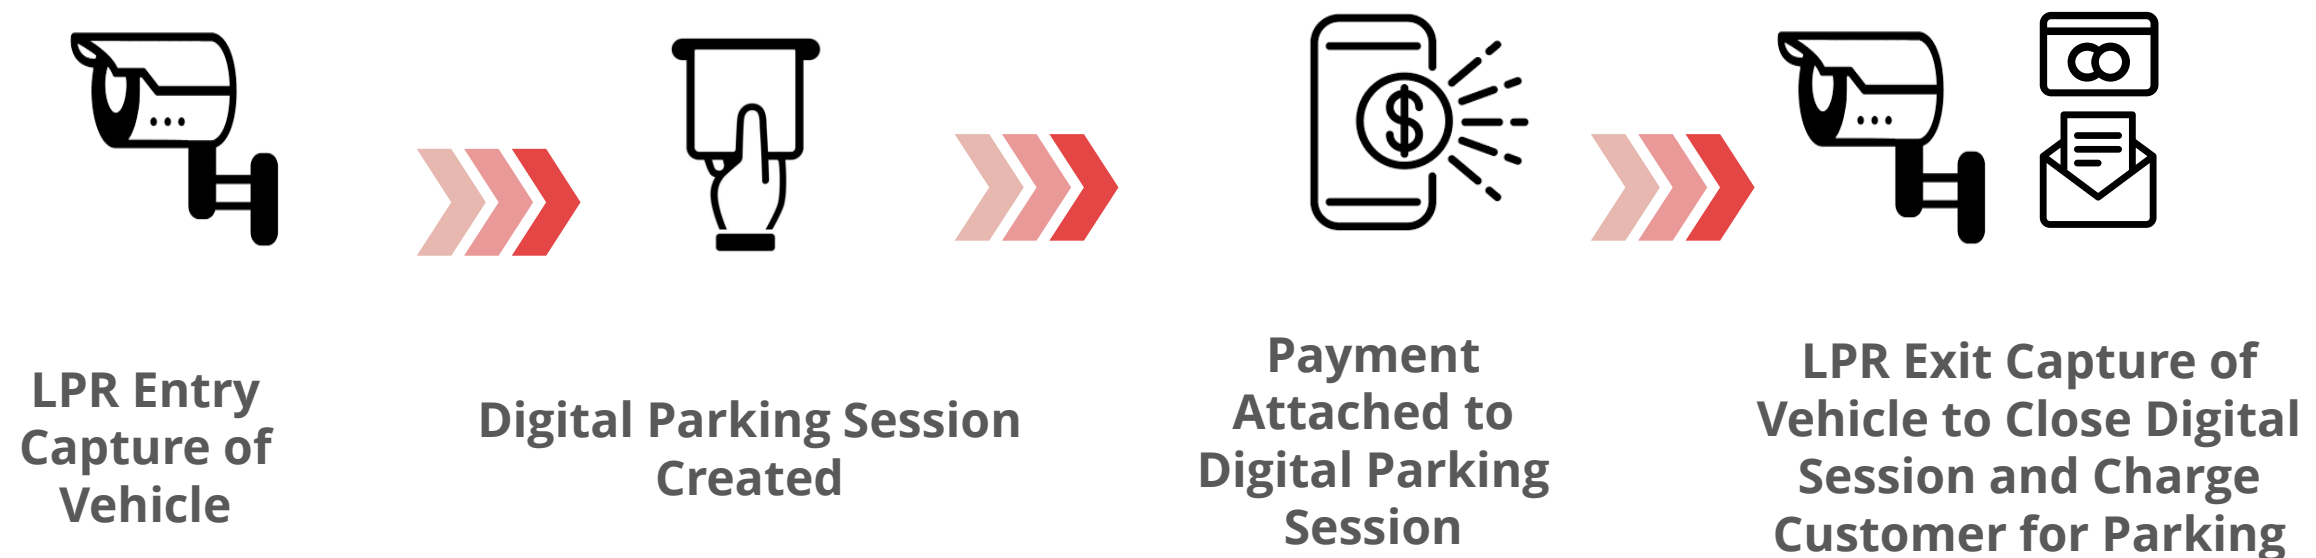 LPR Entry
Capture of
Vehicle
Digital Parking Session
Created
Payment
Attached to
Digital Parking
Session
LPR Exit Capture of
Vehicle to Close Digital
Session and Charge
Customer for Parking